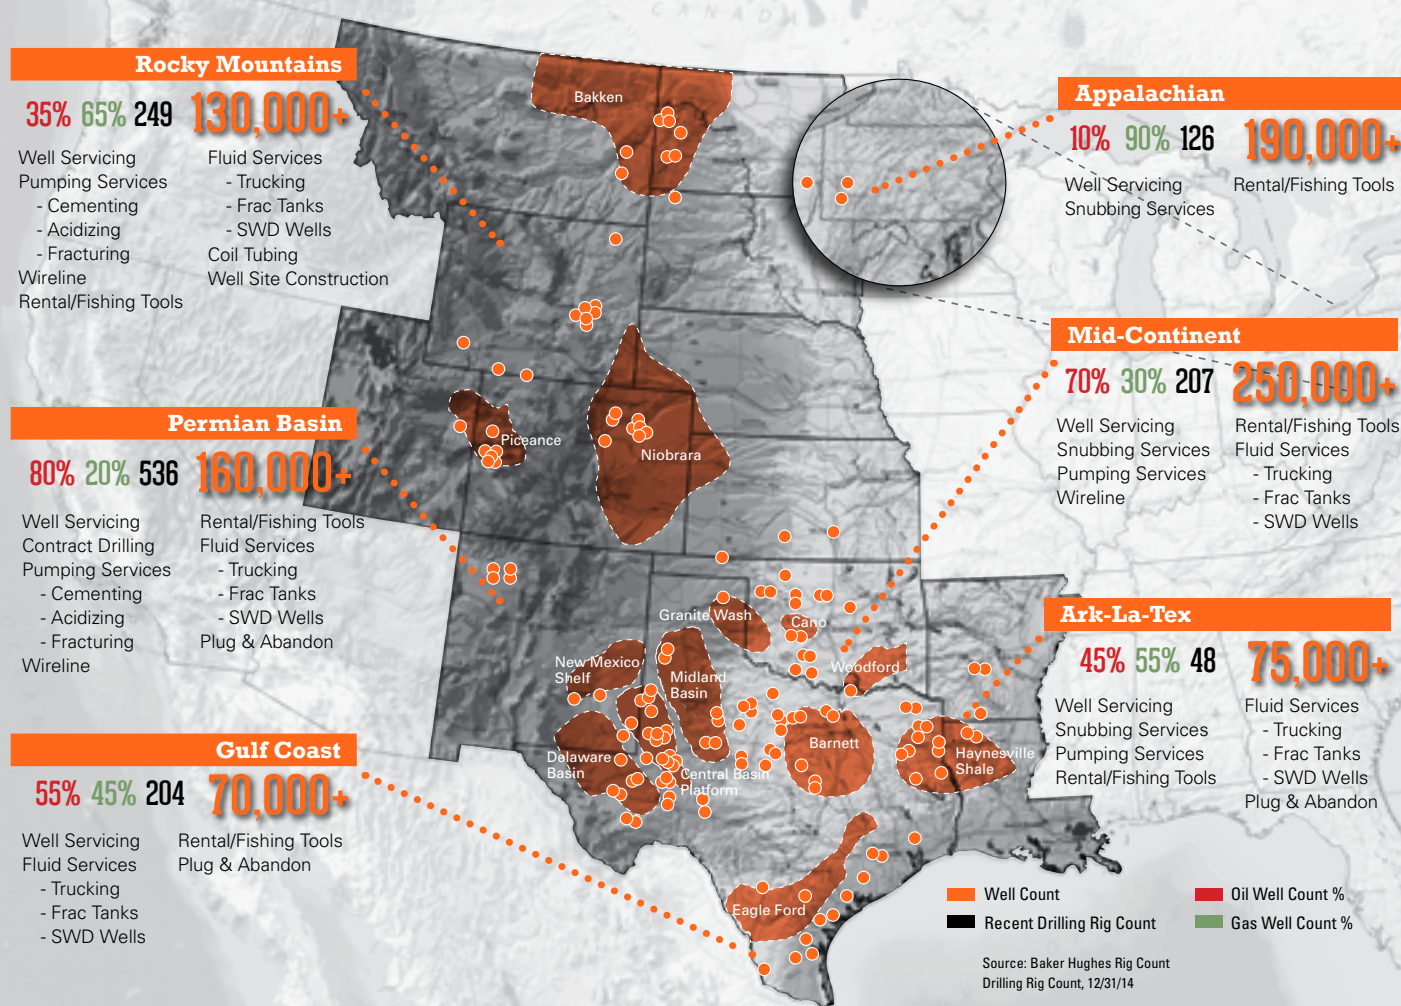 CANADA
Rocky Mountains
35% 65% 249 130,000+
Well Servicing
Pumping Services
- Cementing
- Acidizing
- Fracturing
Wireline
Rental/Fishing Tools
Fluid Services
- Trucking
- Frac Tanks
- SWD Wells
Coil Tubing
Well Site Construction
Permian Basin
80% 20% 536 160,000+
Well Servicing
Contract Drilling
Pumping Services
- Cementing
- Acidizing
- Fracturing
Wireline
Rental/Fishing Tools
Fluid Services
- Trucking
- Frac Tanks
- SWD Wells
Plug & Abandon
Gulf Coast
55% 45% 204 70,000+
Well Servicing
Fluid Services
- Trucking
- Frac Tanks
- SWD Wells
Rental/Fishing Tools
Plug & Abandon
Bakken
Piceance
Niobrara
Granite Wash
Cano
Woodford
New Mexico
Shelf
Midland
Basin
Delaware
Basin
Central Basin
Platform
Barnett
Haynesville
Shale
Eagle Ford
Appalachian
10% 90% 126 190,000+
Well Servicing
Snubbing Services
Rental/Fishing Tools
Mid-Continent
70% 30% 207 250,000+
Well Servicing
Snubbing Services
Pumping Services
Wireline
Rental/Fishing Tools
Fluid Services
- Trucking
- Frac Tanks
- SWD Wells
Ark-La-Tex
45% 55% 48 75,000+
Well Servicing
Snubbing Services
Pumping Services
Rental/Fishing Tools
Fluid Services
- Trucking
- Frac Tanks
- SWD Wells
Plug & Abandon
Well Count
Recent Drilling Rig Count
Oil Well Count %
Gas Well Count %
Source: Baker Hughes Rig Count
Drilling Rig Count, 12/31/14